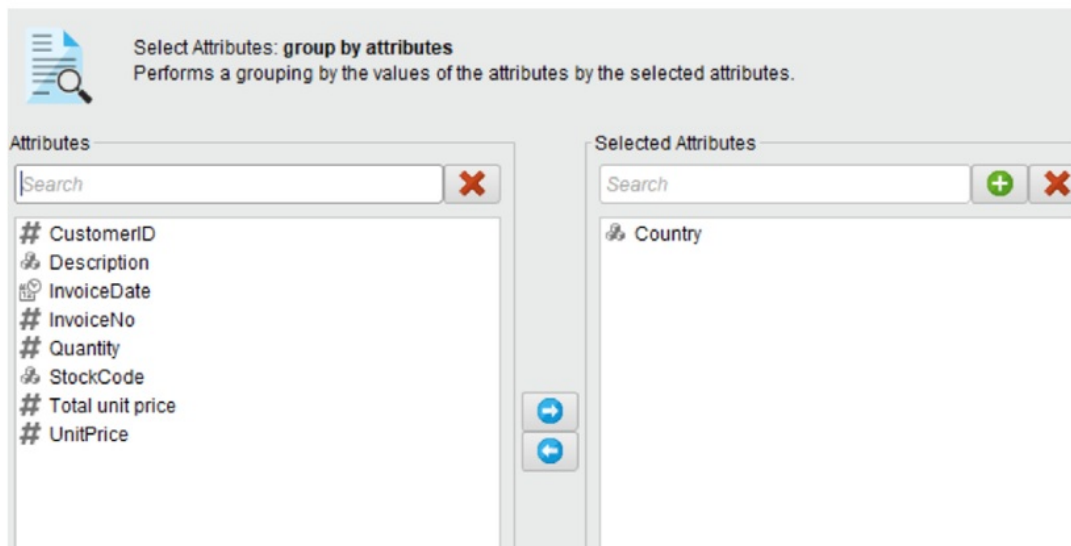 Select Attributes: group by attributes
Performs a grouping by the values of the attributes by the selected attributes.
Attributes
Search
# CustomerID
Description
InvoiceDate
# InvoiceNo
# Quantity
StockCode
# Total unit price
# UnitPrice
Selected Attributes
Search
Country